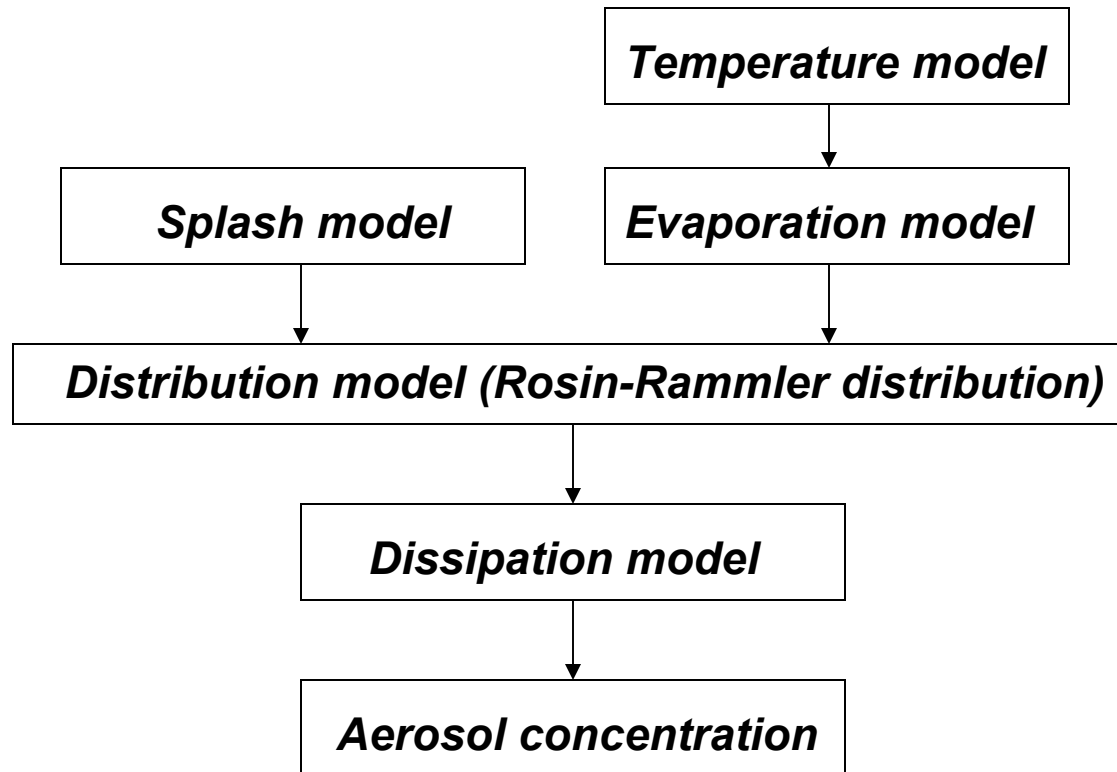 Temperature model
Splash model
Evaporation model
Distribution model (Rosin-Rammler distribution)
Dissipation model
Aerosol concentration